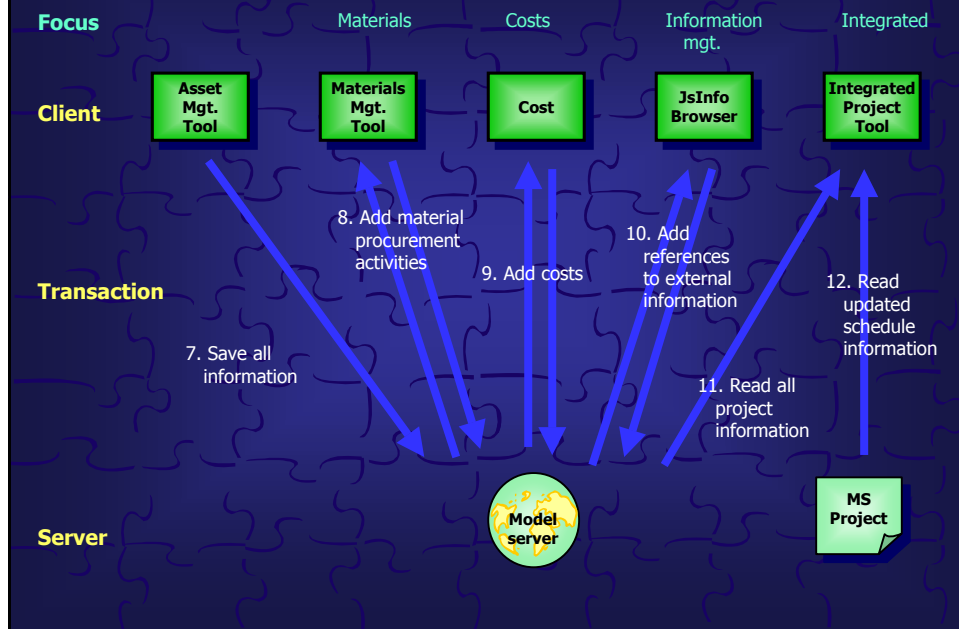 Focus
Materials
Costs
Information
mgt.
Integrated
Client
Asset
Mgt.
Tool
Materials
Mgt.
Tool
Cost
JsInfo
Browser
Integrated
Project
Tool
Transaction
7. Save all
information
8. Add material
procurement
activities
9. Add costs
10. Add
references
to external
information
11. Read all
project
information
12. Read
updated
schedule
information
Server
Model
server
MS
Project